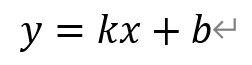 y = kx + b↵